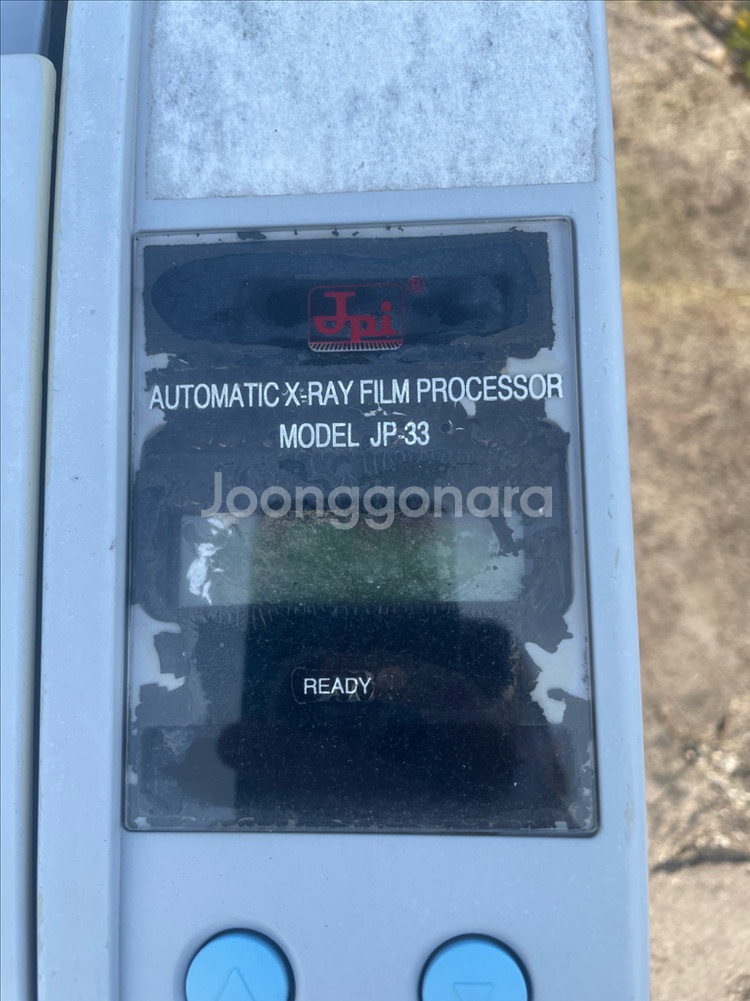 Jpi®
AUTOMATIC X-RAY FILM PROCESSOR
MODEL JP-33
Joonggonara
READY